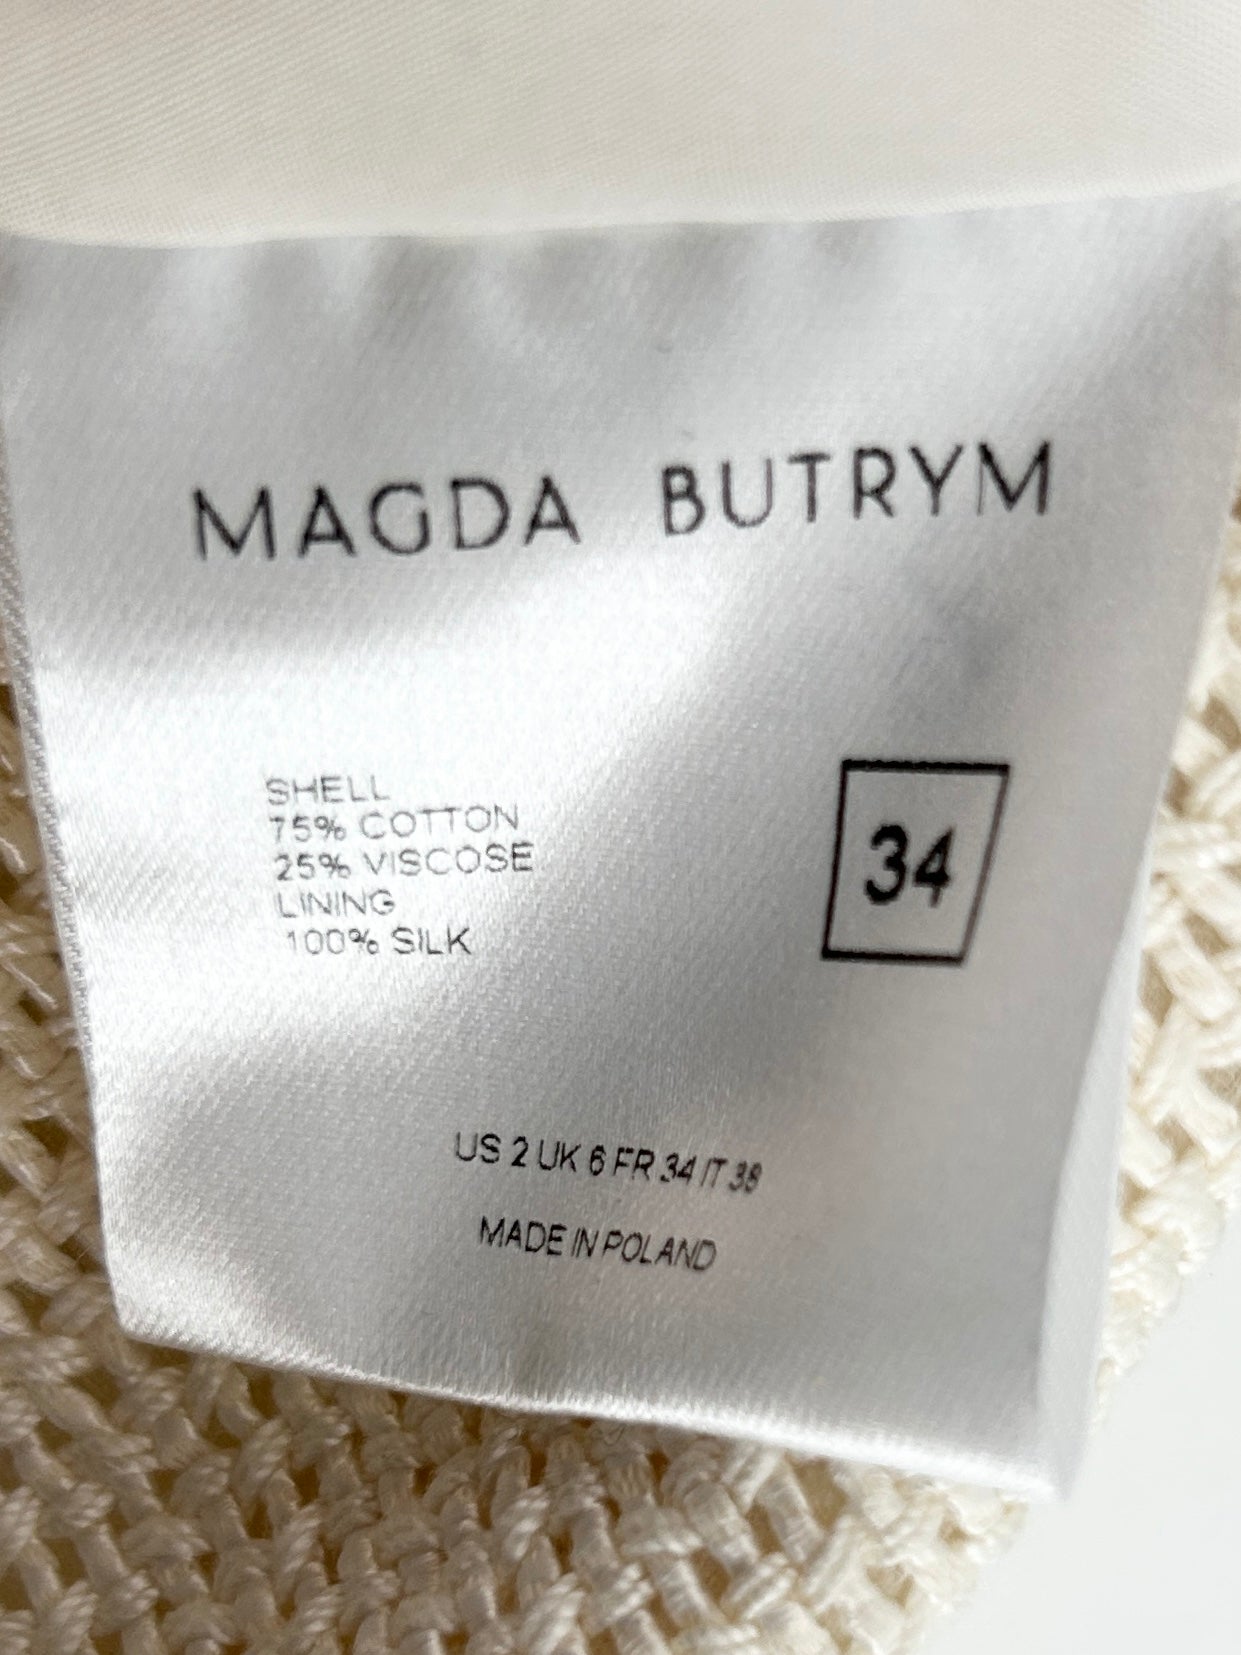 MAGDA BUTRYM
SHELL
75% COTTON
25% VISCOSE
LINING
100% SILK
34
US 2 UK 6 FR 34 IT 38
MADE IN POLAND